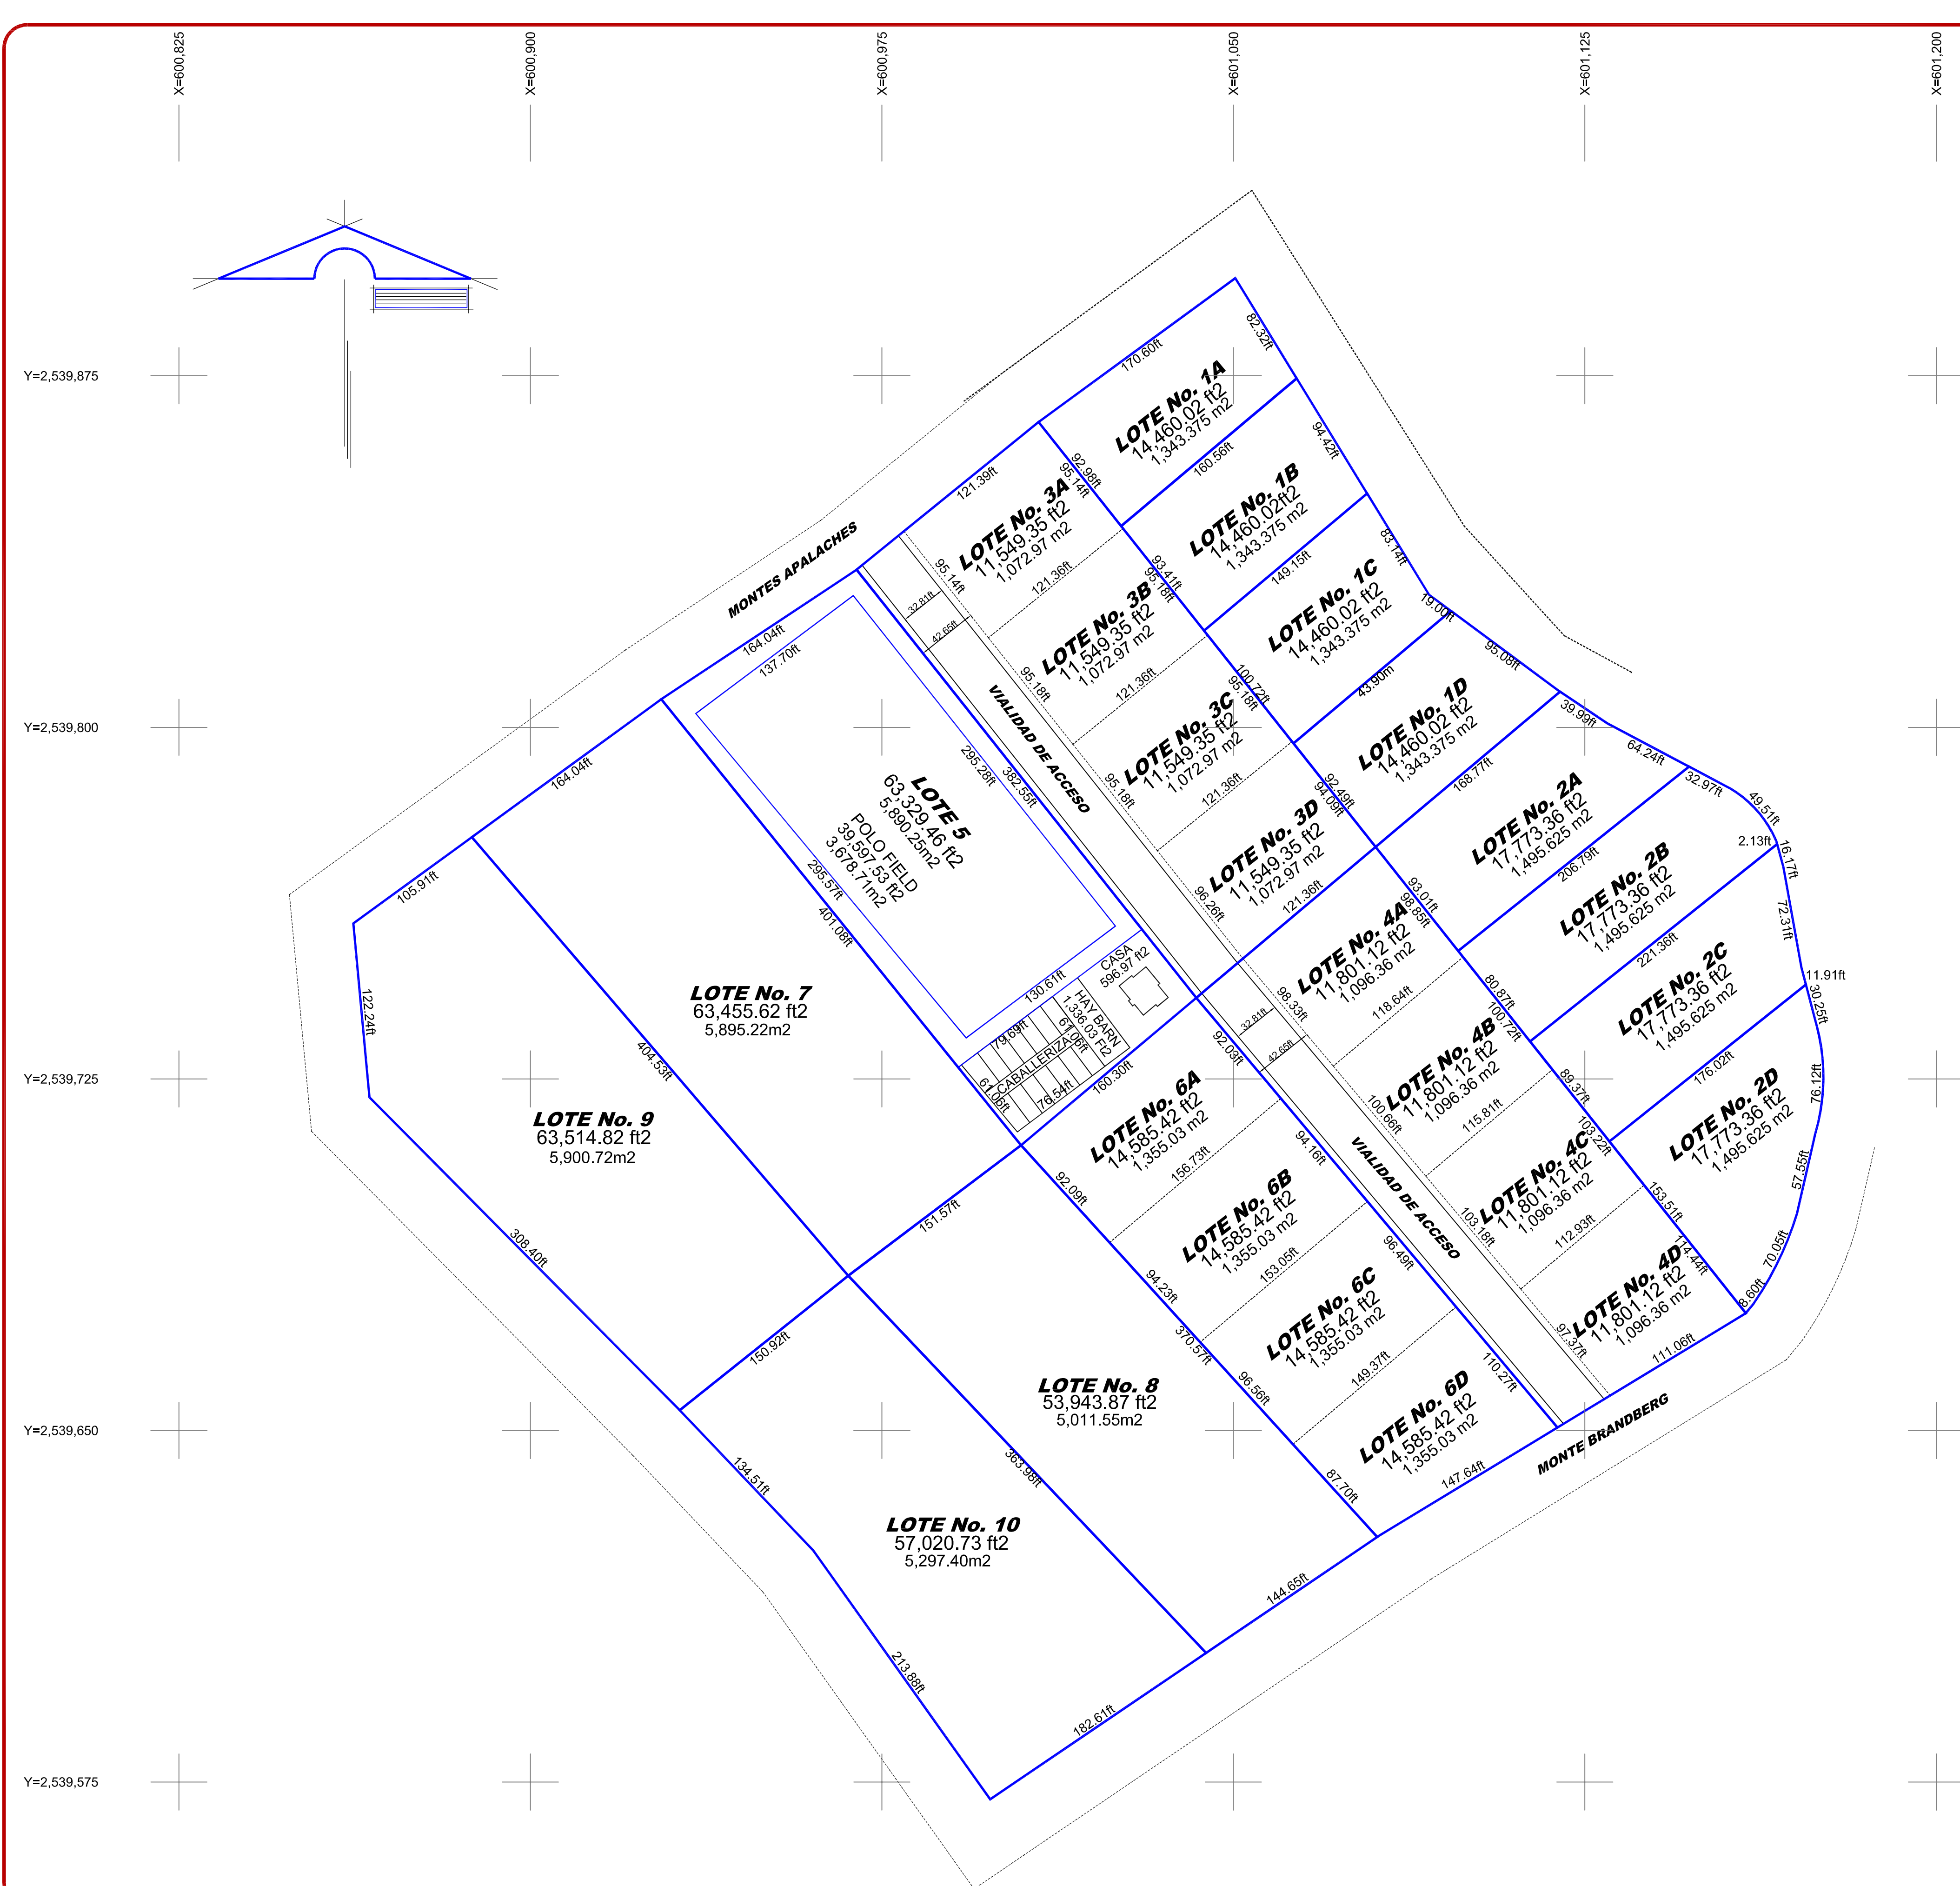 X=600,825
X=600,900
X=600,975
X=601,050
X=601,125
X=601,200
Y=2,539,875
Y=2,539,800
Y=2,539,725
Y=2,539,650
Y=2,539,575
MONTES APALACHES
170.60ft
82.32ft
LOTE No. 1A
14,460.02 ft2
1,343.375 m2
92.98ft
95.14ft
160.56ft
94.42ft
LOTE No. 1B
14,460.02ft2
1,343.375 m2
93.41ft
95.18ft
149.15ft
83.14ft
LOTE No. 1C
14,460.02 ft2
1,343.375 m2
100.72ft
95.18ft
19.00ft
43.90m
95.08ft
LOTE No. 1D
14,460.02 ft2
1,343.375 m2
92.49ft
94.09ft
168.77ft
39.99ft
64.24ft
LOTE No. 2A
17,773.36 ft2
1,495.625 m2
206.79ft
32.97ft
49.51ft
2.13ft
16.17ft
93.01ft
98.85ft
LOTE No. 2B
17,773.36 ft2
1,495.625 m2
221.36ft
72.31ft
11.91ft
80.87ft
100.72ft
LOTE No. 2C
17,773.36 ft2
1,495.625 m2
176.02ft
30.25ft
89.37ft
103.22ft
LOTE No. 2D
17,773.36 ft2
1,495.625 m2
76.12ft
57.55ft
70.05ft
8.60ft
153.51ft
114.44ft
121.39ft
LOTE No. 3A
11,549.35 ft2
1,072.97 m2
95.14ft
121.36ft
LOTE No. 3B
11,549.35 ft2
1,072.97 m2
95.18ft
121.36ft
LOTE No. 3C
11,549.35 ft2
1,072.97 m2
95.18ft
121.36ft
LOTE No. 3D
11,549.35 ft2
1,072.97 m2
96.26ft
121.36ft
32.81ft
42.65ft
VIALIDAD DE ACCESO
LOTE No. 4A
11,801.12 ft2
1,096.36 m2
98.33ft
118.64ft
LOTE No. 4B
11,801.12 ft2
1,096.36 m2
100.66ft
115.81ft
LOTE No. 4C
11,801.12 ft2
1,096.36 m2
103.18ft
112.93ft
LOTE No. 4D
11,801.12 ft2
1,096.36 m2
97.37ft
111.06ft
MONTE BRANDBERG
32.81ft
42.65ft
VIALIDAD DE ACCESO
164.04ft
137.70ft
295.28ft
382.55ft
LOTE 5
63,329.46 ft2
5,890.25m2
POLO FIELD
39,597.53 ft2
3,678.71m2
295.57ft
401.08ft
130.61ft
CASA
596.97 ft2
HAY BARN
1,336.03 Ft2
61.06ft
79.69ft
CABALLERIZAS
61.06ft
76.54ft
160.30ft
92.03ft
LOTE No. 6A
14,585.42 ft2
1,355.03 m2
92.09ft
156.73ft
94.16ft
LOTE No. 6B
14,585.42 ft2
1,355.03 m2
94.23ft
153.05ft
96.49ft
370.57ft
LOTE No. 6C
14,585.42 ft2
1,355.03 m2
96.56ft
149.37ft
110.27ft
LOTE No. 6D
14,585.42 ft2
1,355.03 m2
87.70ft
147.64ft
164.04ft
LOTE No. 7
63,455.62 ft2
5,895.22m2
404.53ft
151.57ft
LOTE No. 8
53,943.87 ft2
5,011.55m2
363.98ft
144.65ft
105.91ft
122.24ft
LOTE No. 9
63,514.82 ft2
5,900.72m2
308.40ft
150.92ft
134.51ft
LOTE No. 10
57,020.73 ft2
5,297.40m2
213.88ft
182.61ft